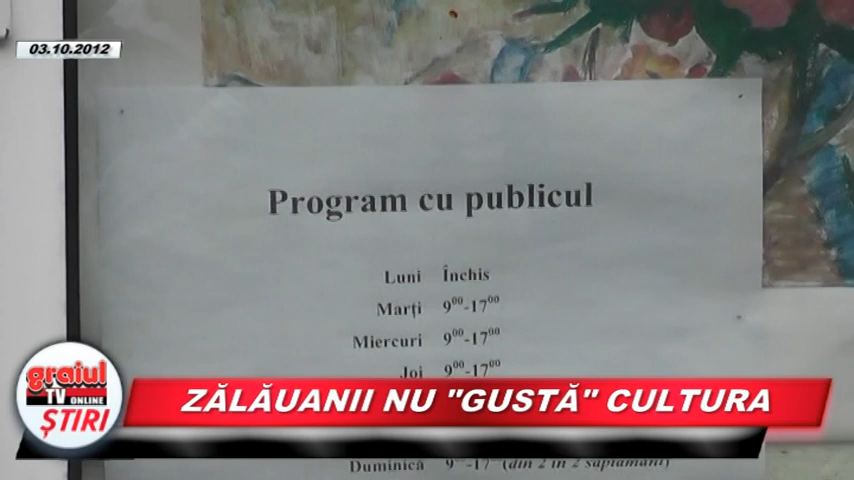 03.10.2012
Program cu publicul
Luni Închis
Marți 9⁰⁰-17⁰⁰
Miercuri 9⁰⁰-17⁰⁰
Joi 9⁰⁰-17⁰⁰
graiul
TV ONLINE
ȘTIRI
ZĂLĂUANII NU "GUSTĂ" CULTURA
Duminică 9⁰⁰-17⁰⁰ (din 2 în 2 săptămâni)